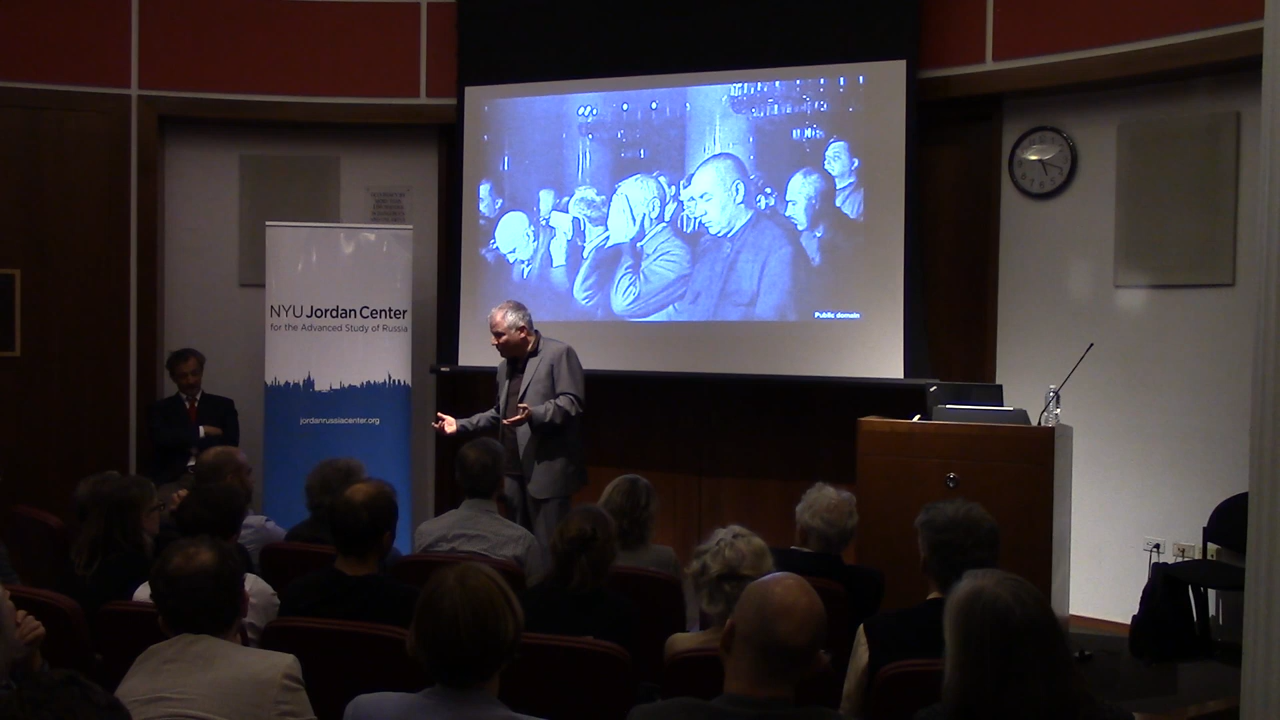 NYU Jordan Center
for the Advanced Study of Russia
jordanrussiacenter.org
Public domain